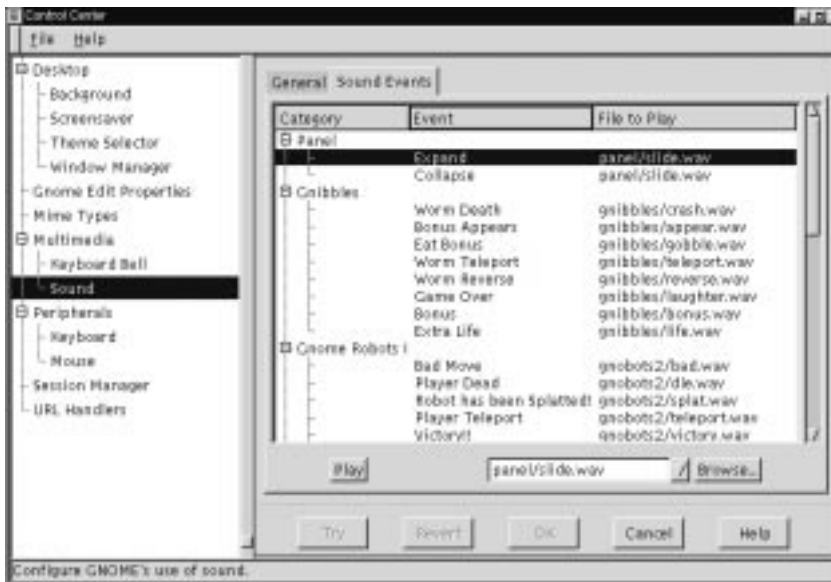 Control Center
File Help
Desktop
Background
Screensaver
Theme Selector
Window Manager
Gnome Edit Properties
Mime Types
Multimedia
Keyboard Bell
Sound
Peripherals
Keyboard
Mouse
Session Manager
URL Handlers
General Sound Events
Category Event File to Play
Panel
Expand panel/slide.wav
Collapse panel/slide.wav
Gnibbles
Worm Death gnibbles/crash.wav
Bonus Appears gnibbles/appear.wav
Eat Bonus gnibbles/gobble.wav
Worm Teleport gnibbles/teleport.wav
Worm Reverse gnibbles/reverse.wav
Game Over gnibbles/laughter.wav
Bonus gnibbles/bonus.wav
Extra Life gnibbles/life.wav
Gnome Robots I
Bad Move gnobots2/bad.wav
Player Dead gnobots2/die.wav
Robot has been Splatted! gnobots2/splat.wav
Player Teleport gnobots2/teleport.wav
Victory!! gnobots2/victory.wav
Play panel/slide.wav Browse...
Try Revert OK Cancel Help
Configure GNOME's use of sound.